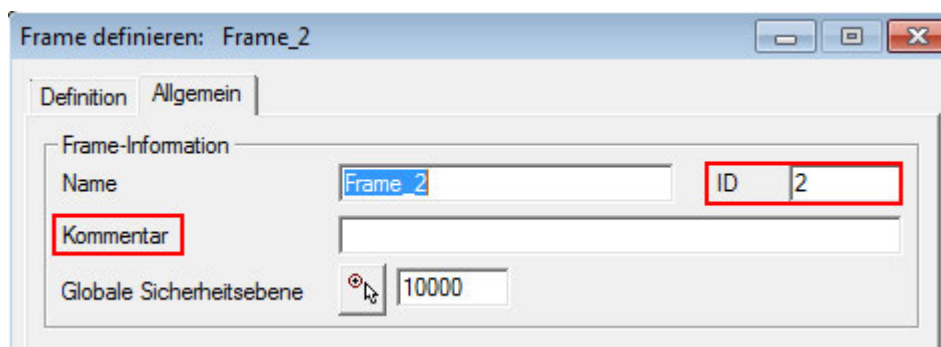 Frame definieren: Frame_2
Definition Allgemein
Frame-Information
Name Frame_2 ID 2
Kommentar
Globale Sicherheitsebene 10000